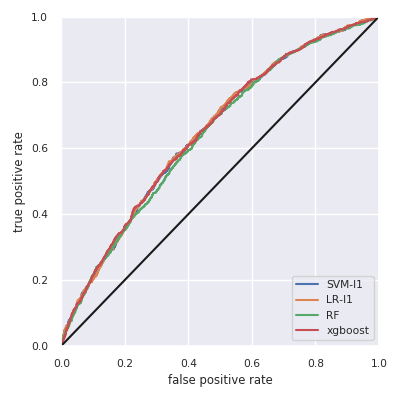 1.0
0.8
0.6
0.4
0.2
0.0
true positive rate
SVM-l1
LR-l1
RF
xgboost
0.0 0.2 0.4 0.6 0.8 1.0
false positive rate